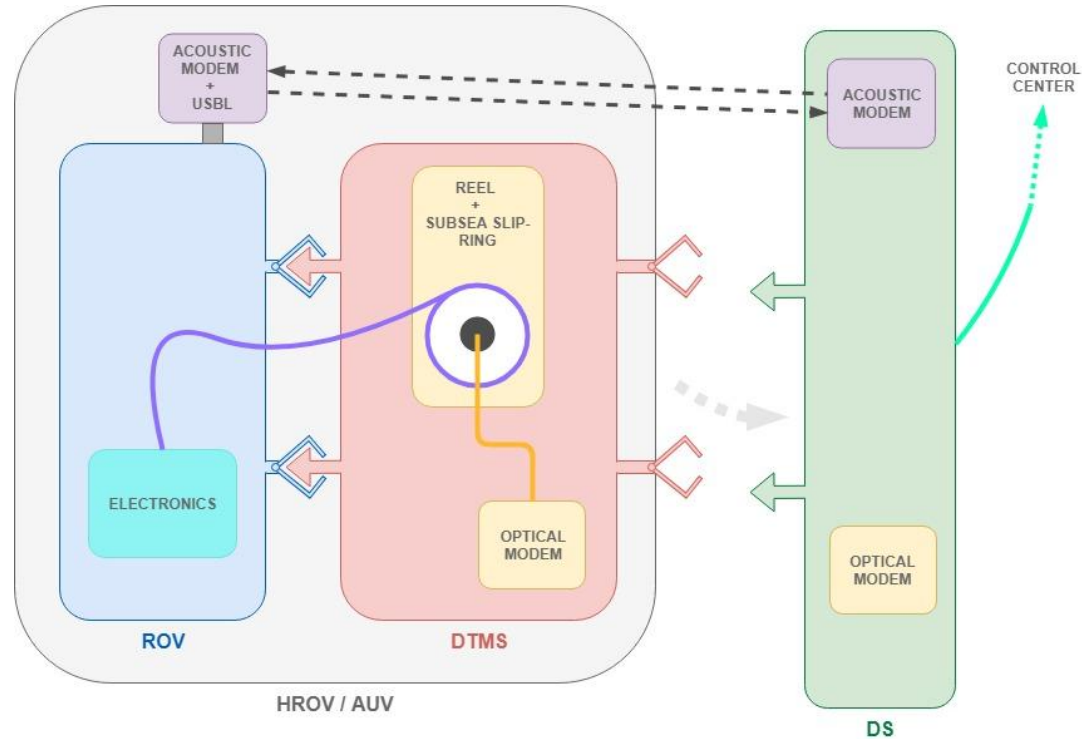 ACOUSTIC
MODEM
+
USBL
ACOUSTIC
MODEM
CONTROL
CENTER
REEL
+
SUBSEA SLIP-
RING
ELECTRONICS
OPTICAL
MODEM
OPTICAL
MODEM
ROV
DTMS
HROV / AUV
DS